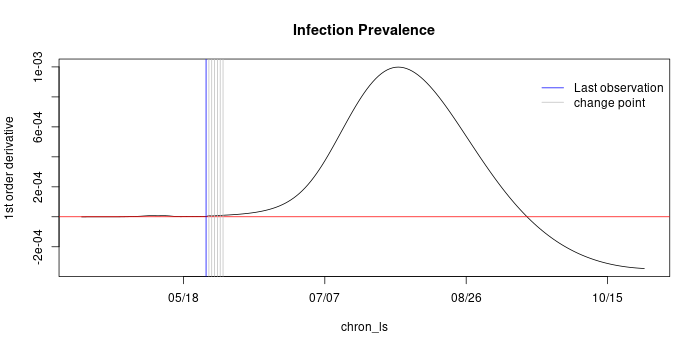 Infection Prevalence
1st order derivative
1e-03
6e-04
2e-04
-2e-04
Last observation
change point
05/18
07/07
08/26
10/15
chron_ls